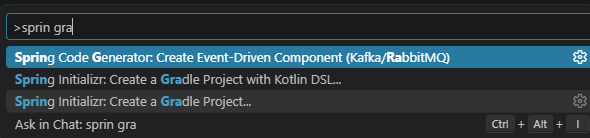 >sprin gra
Spring Code Generator: Create Event-Driven Component (Kafka/RabbitMQ)
Spring Initializr: Create a Gradle Project with Kotlin DSL...
Spring Initializr: Create a Gradle Project...
Ask in Chat: sprin gra Ctrl + Alt + I